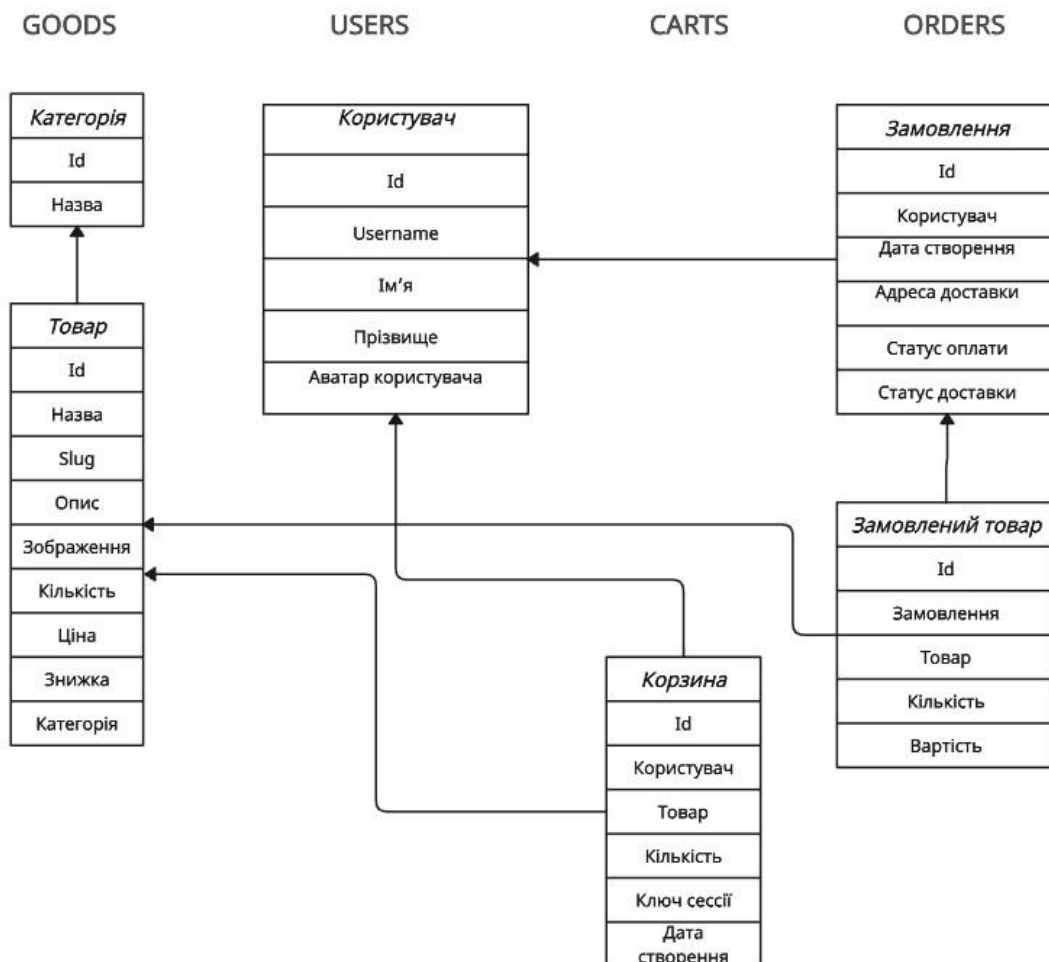 GOODS
USERS
CARTS
ORDERS
Категорія
Id
Назва
Товар
Id
Назва
Slug
Опис
Зображення
Кількість
Ціна
Знижка
Категорія
Користувач
Id
Username
Ім’я
Прізвище
Аватар користувача
Корзина
Id
Користувач
Товар
Кількість
Ключ сессії
Дата
створення
Замовлення
Id
Користувач
Дата створення
Адреса доставки
Статус оплати
Статус доставки
Замовлений товар
Id
Замовлення
Товар
Кількість
Вартість